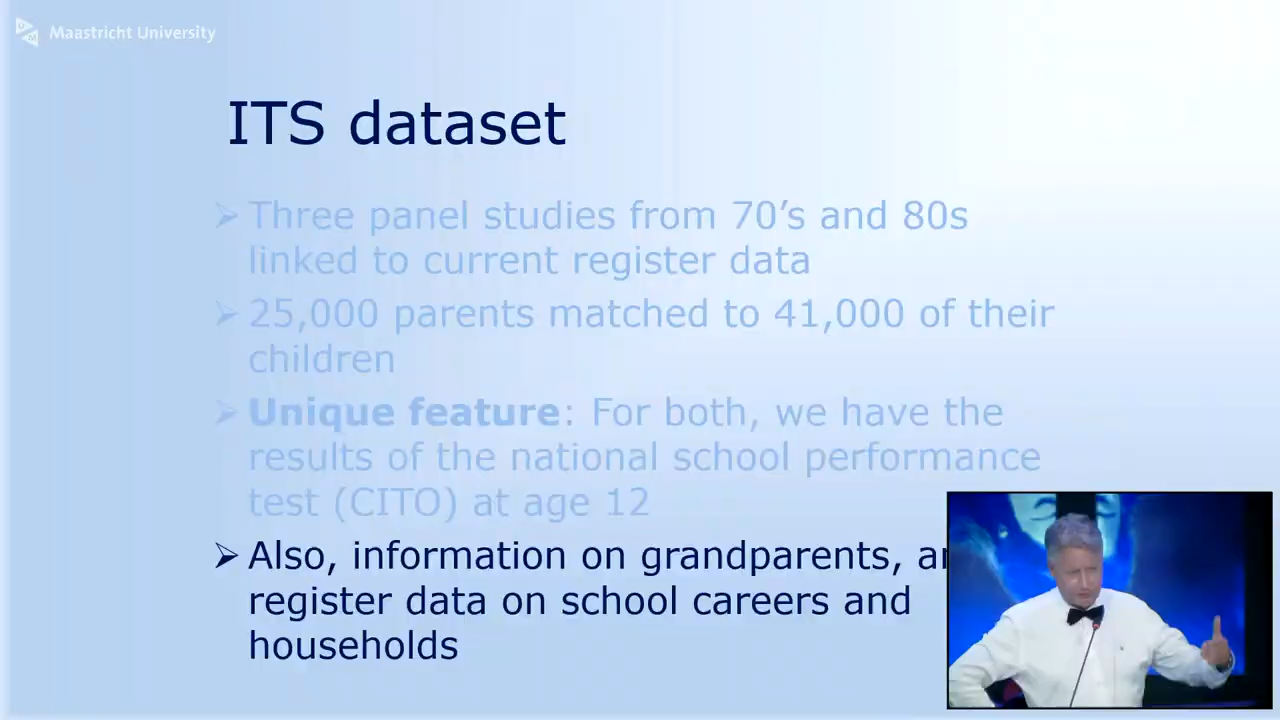 Maastricht University
ITS dataset
➢ Three panel studies from 70’s and 80s
linked to current register data
➢ 25,000 parents matched to 41,000 of their
children
➢ Unique feature: For both, we have the
results of the national school performance
test (CITO) at age 12
➢ Also, information on grandparents,
register data on school careers and
households